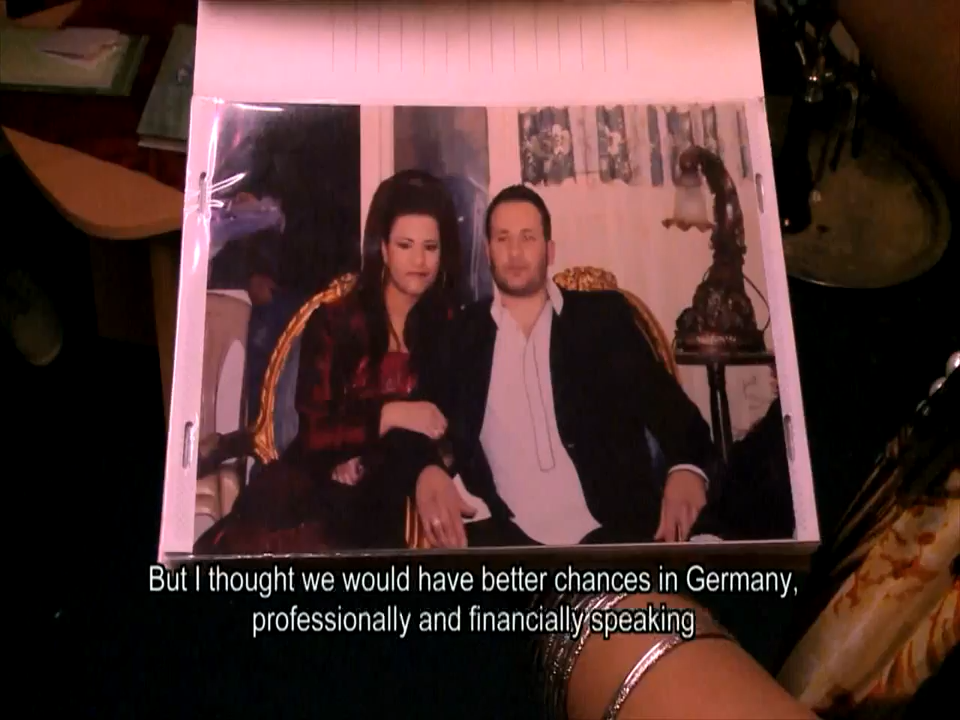 But I thought we would have better chances in Germany,
professionally and financially speaking